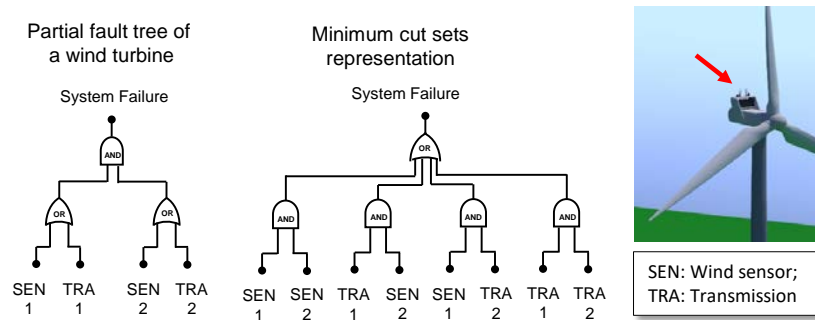 Partial fault tree of
a wind turbine
System Failure
AND
OR
OR
SEN
1
TRA
1
SEN
2
TRA
2
Minimum cut sets
representation
System Failure
OR
AND
AND
AND
AND
SEN
1
SEN
2
TRA
1
SEN
2
SEN
1
TRA
2
TRA
1
TRA
2
SEN: Wind sensor;
TRA: Transmission